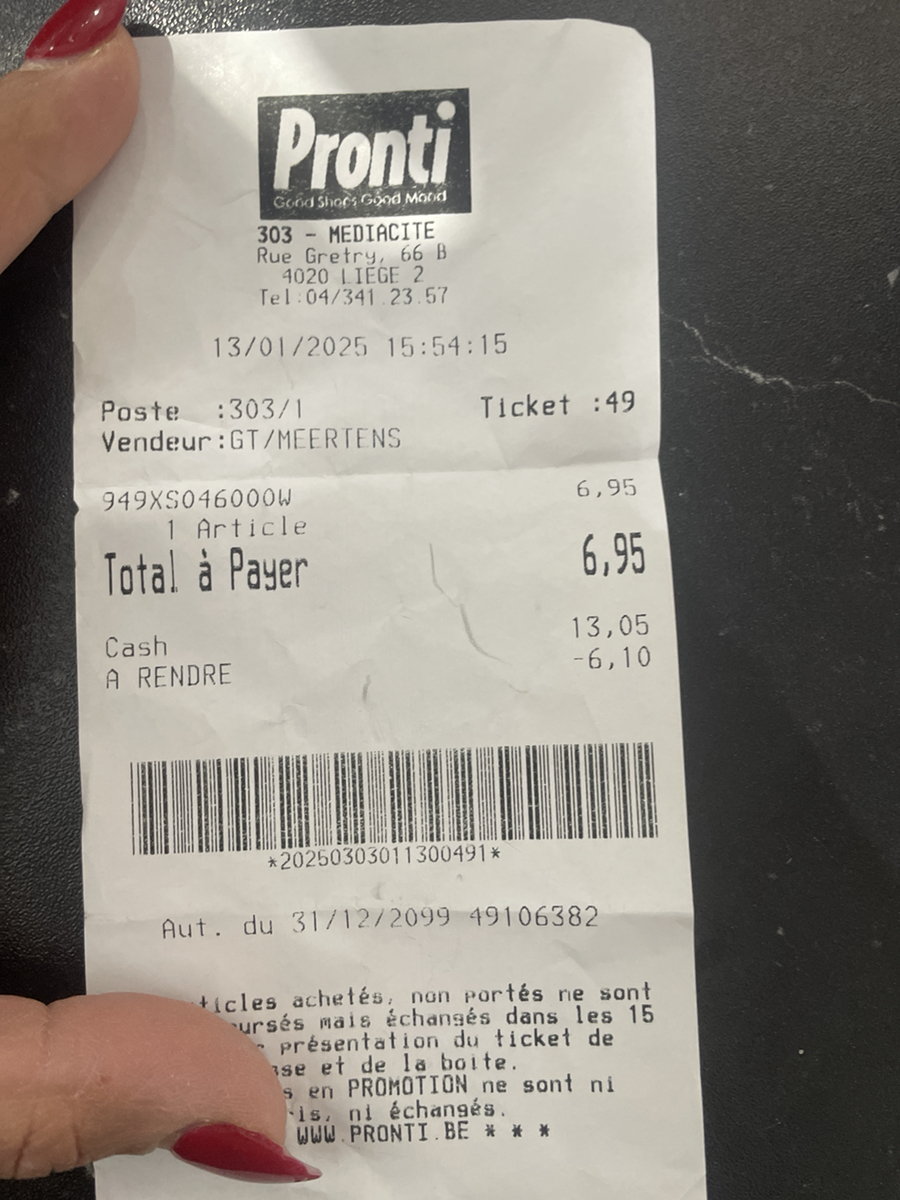 Pronti
Good Shoes Good Mood
303 - MEDIACITE
Rue Gretry, 66 B
4020 LIEGE 2
Tel:04/341.23.57
13/01/2025 15:54:15
Poste :303/1 Ticket :49
Vendeur:GT/MEERTENS
949XS046000W 6,95
1 Article
Total à Payer 6,95
Cash 13,05
A RENDRE -6,10
*20250303011300491*
Aut. du 31/12/2099 49106382
achetés, non portés ne sont
mais échangés dans les 15
présentation du ticket de
et de la boite.
en PROMOTION ne sont ni
ni échangés.
WWW.PRONTI.BE * * *